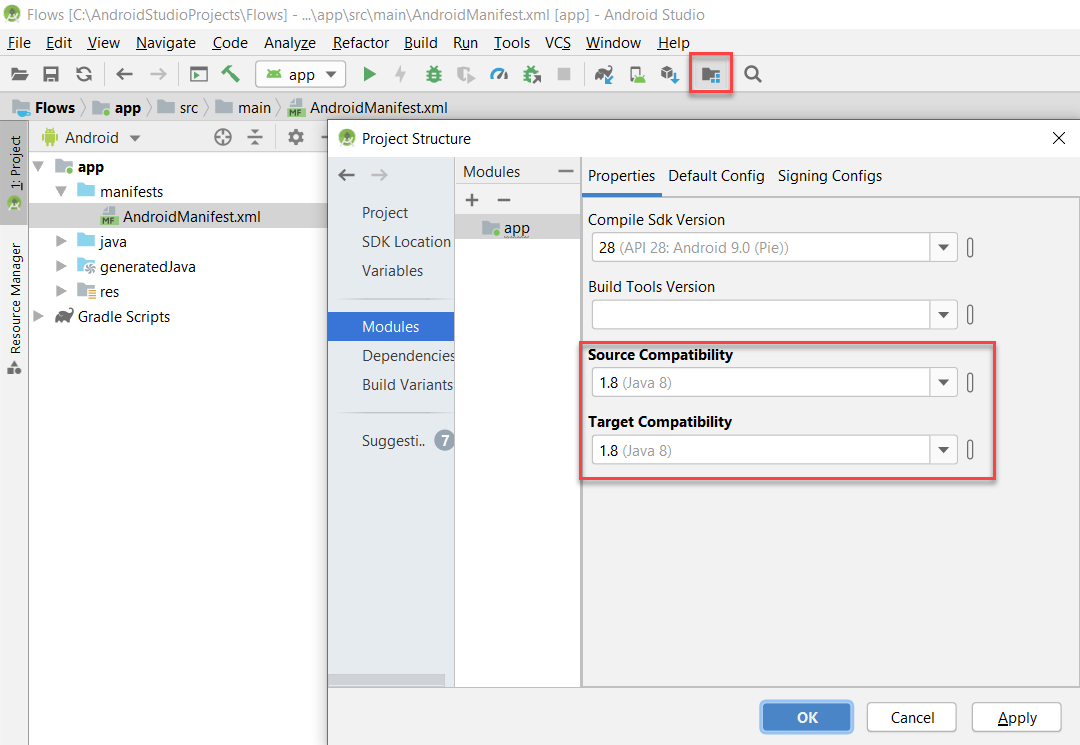 Flows [C:\AndroidStudioProjects\Flows] - ...\app\src\main\AndroidManifest.xml [app] - Android Studio
File Edit View Navigate Code Analyze Refactor Build Run Tools VCS Window Help
app
Flows app src main AndroidManifest.xml
1: Project
Resource Manager
Android
app
manifests
MF AndroidManifest.xml
java
generatedJava
res
Gradle Scripts
Project Structure
Project
SDK Location
Variables
Modules
Dependencies
Build Variants
Suggesti.. 7
Modules
app
Properties Default Config Signing Configs
Compile Sdk Version
28 (API 28: Android 9.0 (Pie))
Build Tools Version
Source Compatibility
1.8 (Java 8)
Target Compatibility
1.8 (Java 8)
OK Cancel Apply